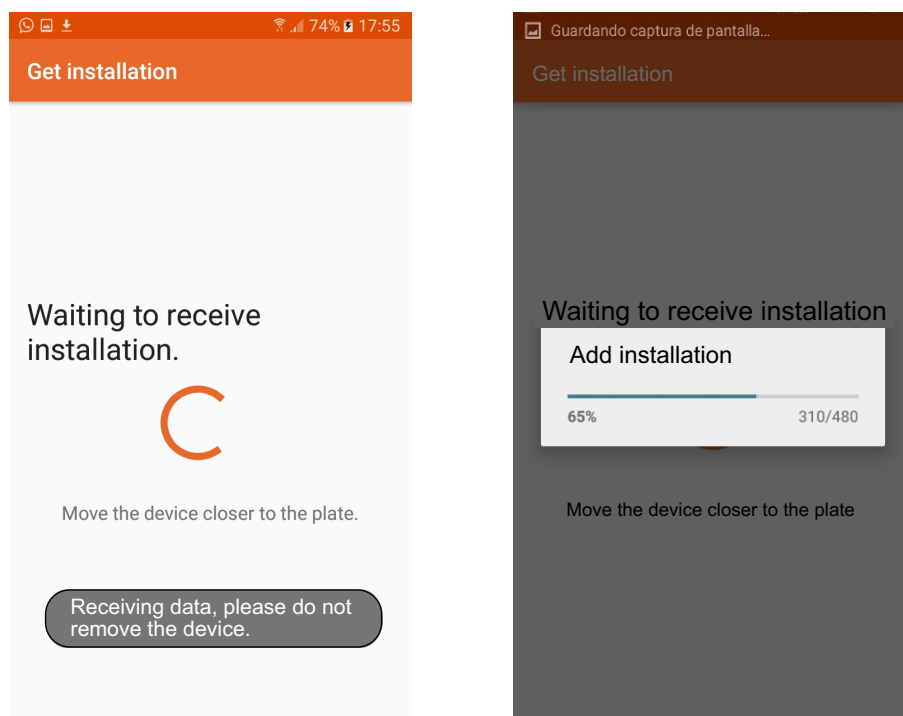 74% 17:55
Get installation
Waiting to receive
installation.
Move the device closer to the plate.
Receiving data, please do not
remove the device.
Guardando captura de pantalla...
Get installation
Waiting to receive installation
Add installation
65% 310/480
Move the device closer to the plate